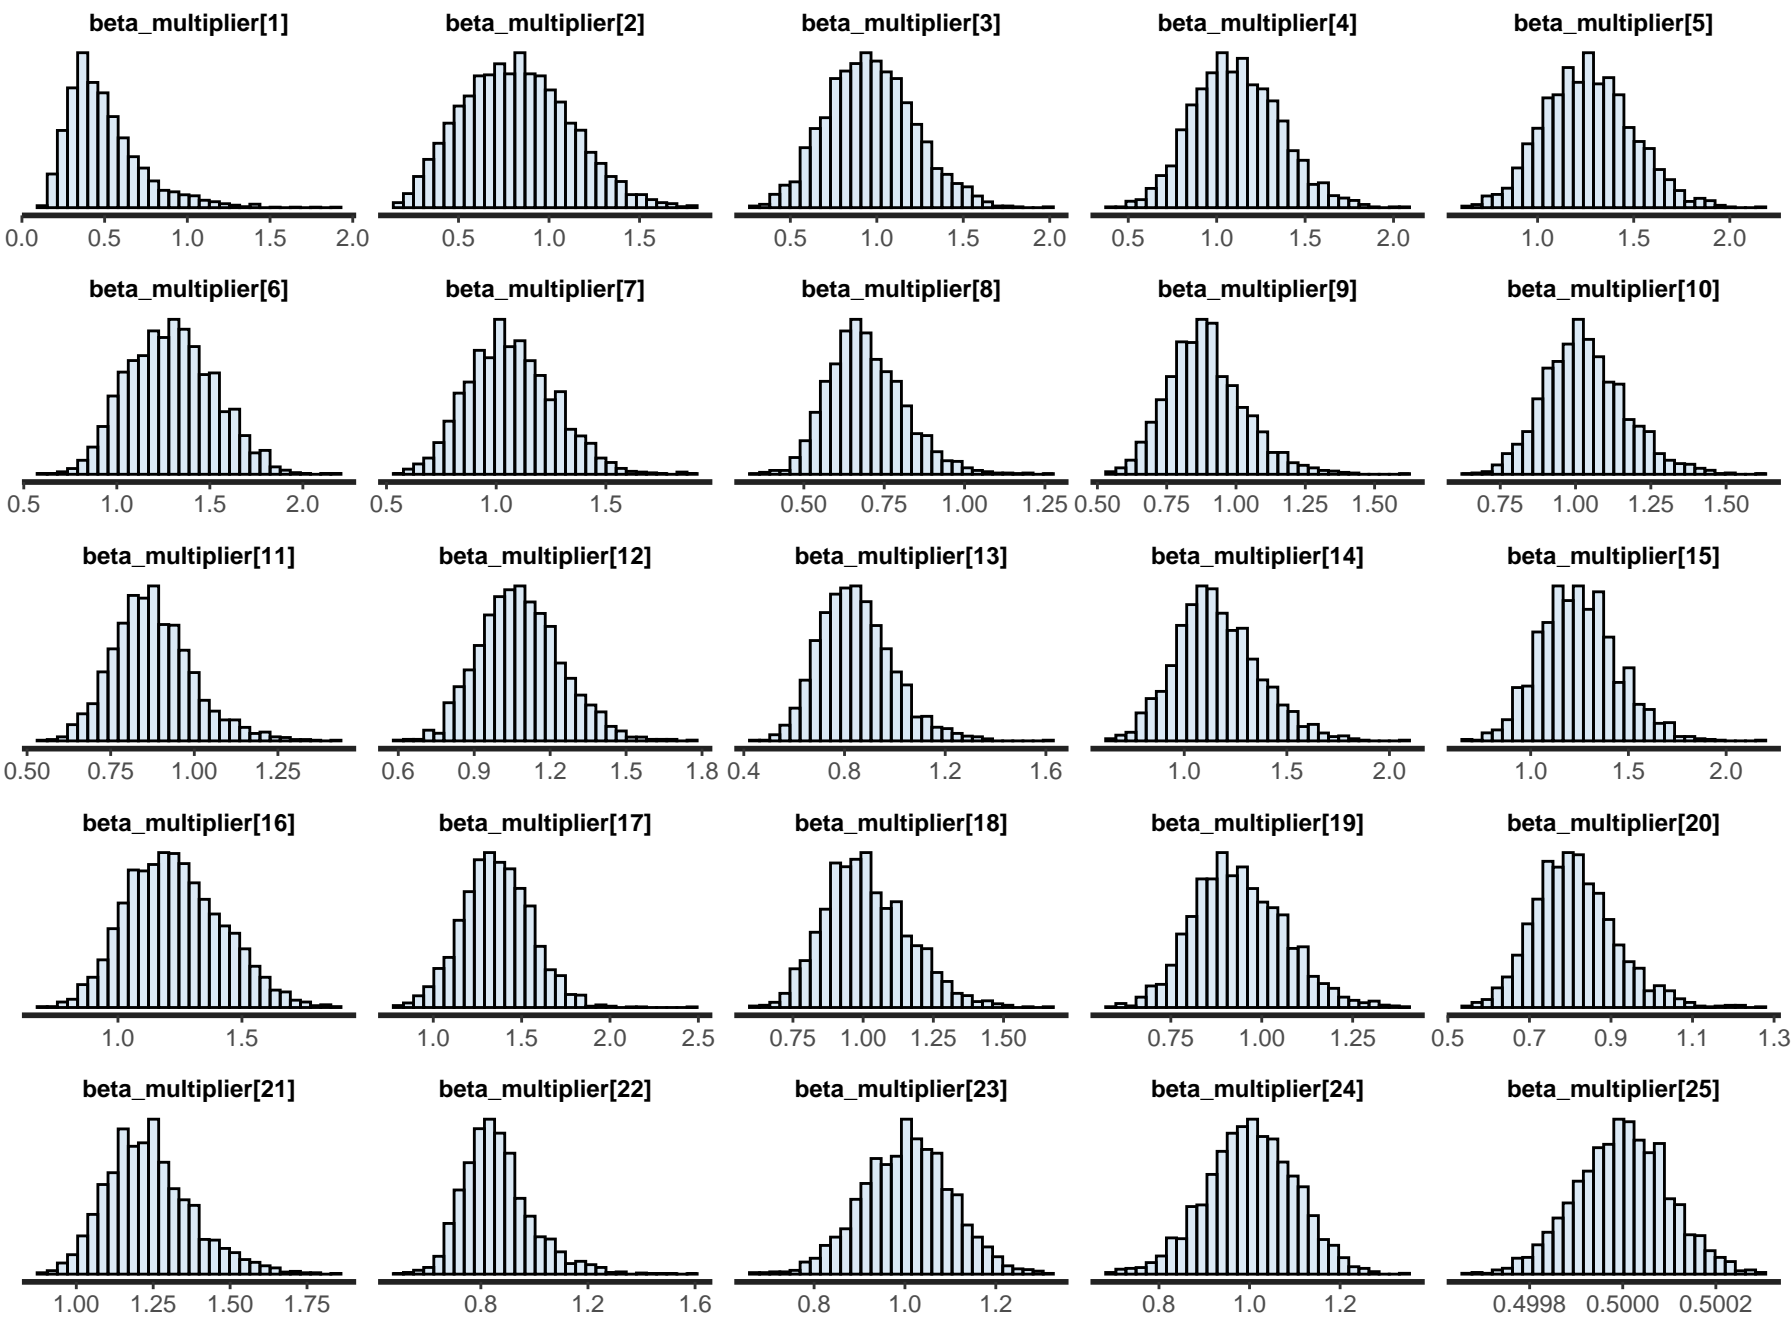 beta_multiplier[1] beta_multiplier[2] beta_multiplier[3] beta_multiplier[4] beta_multiplier[5]
0.0 0.5 1.0 1.5 2.0 0.5 1.0 1.5 0.5 1.0 1.5 2.0 0.5 1.0 1.5 2.0 1.0 1.5 2.0
beta_multiplier[6] beta_multiplier[7] beta_multiplier[8] beta_multiplier[9] beta_multiplier[10]
0.5 1.0 1.5 2.0 0.5 1.0 1.5 0.50 0.75 1.00 1.25 0.50 0.75 1.00 1.25 1.50 0.75 1.00 1.25 1.50
beta_multiplier[11] beta_multiplier[12] beta_multiplier[13] beta_multiplier[14] beta_multiplier[15]
0.50 0.75 1.00 1.25 0.6 0.9 1.2 1.5 1.8 0.4 0.8 1.2 1.6 1.0 1.5 2.0 1.0 1.5 2.0
beta_multiplier[16] beta_multiplier[17] beta_multiplier[18] beta_multiplier[19] beta_multiplier[20]
1.0 1.5 1.0 1.5 2.0 2.5 0.75 1.00 1.25 1.50 0.75 1.00 1.25 0.5 0.7 0.9 1.1 1.3
beta_multiplier[21] beta_multiplier[22] beta_multiplier[23] beta_multiplier[24] beta_multiplier[25]
1.00 1.25 1.50 1.75 0.8 1.2 1.6 0.8 1.0 1.2 0.8 1.0 1.2 0.4998 0.5000 0.5002